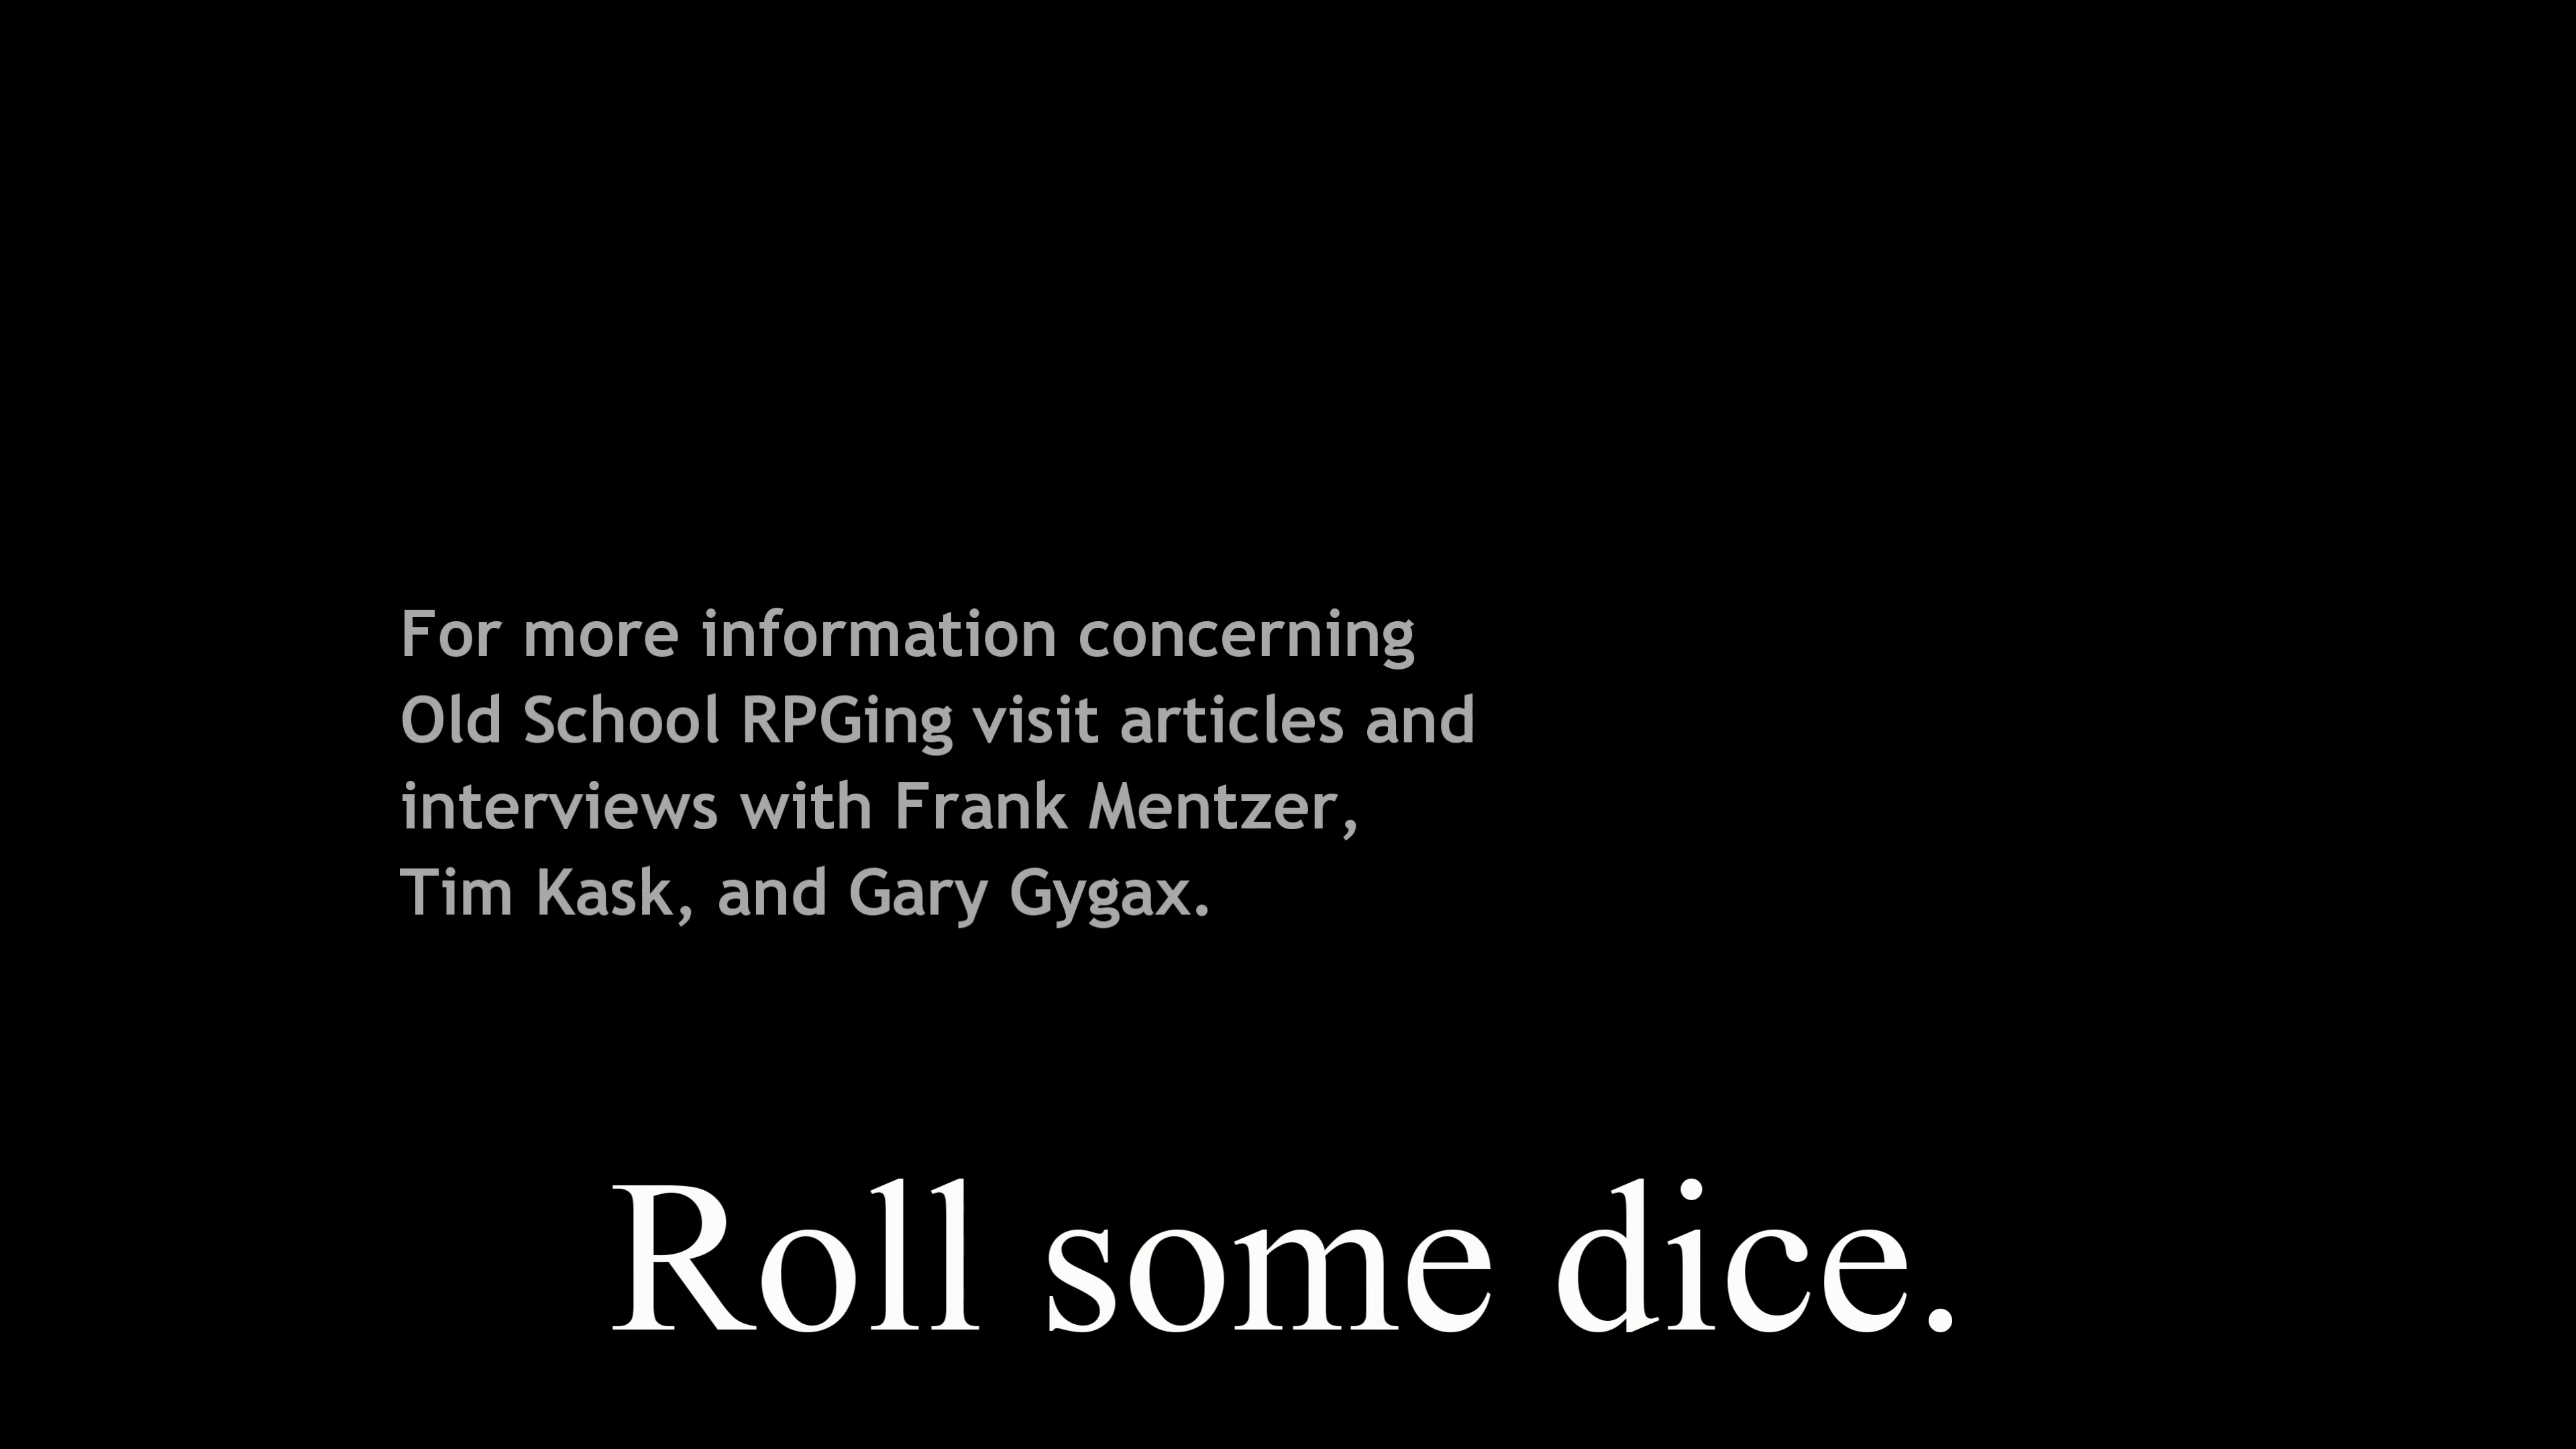 For more information concerning
Old School RPGing visit articles and
interviews with Frank Mentzer,
Tim Kask, and Gary Gygax.
Roll some dice.